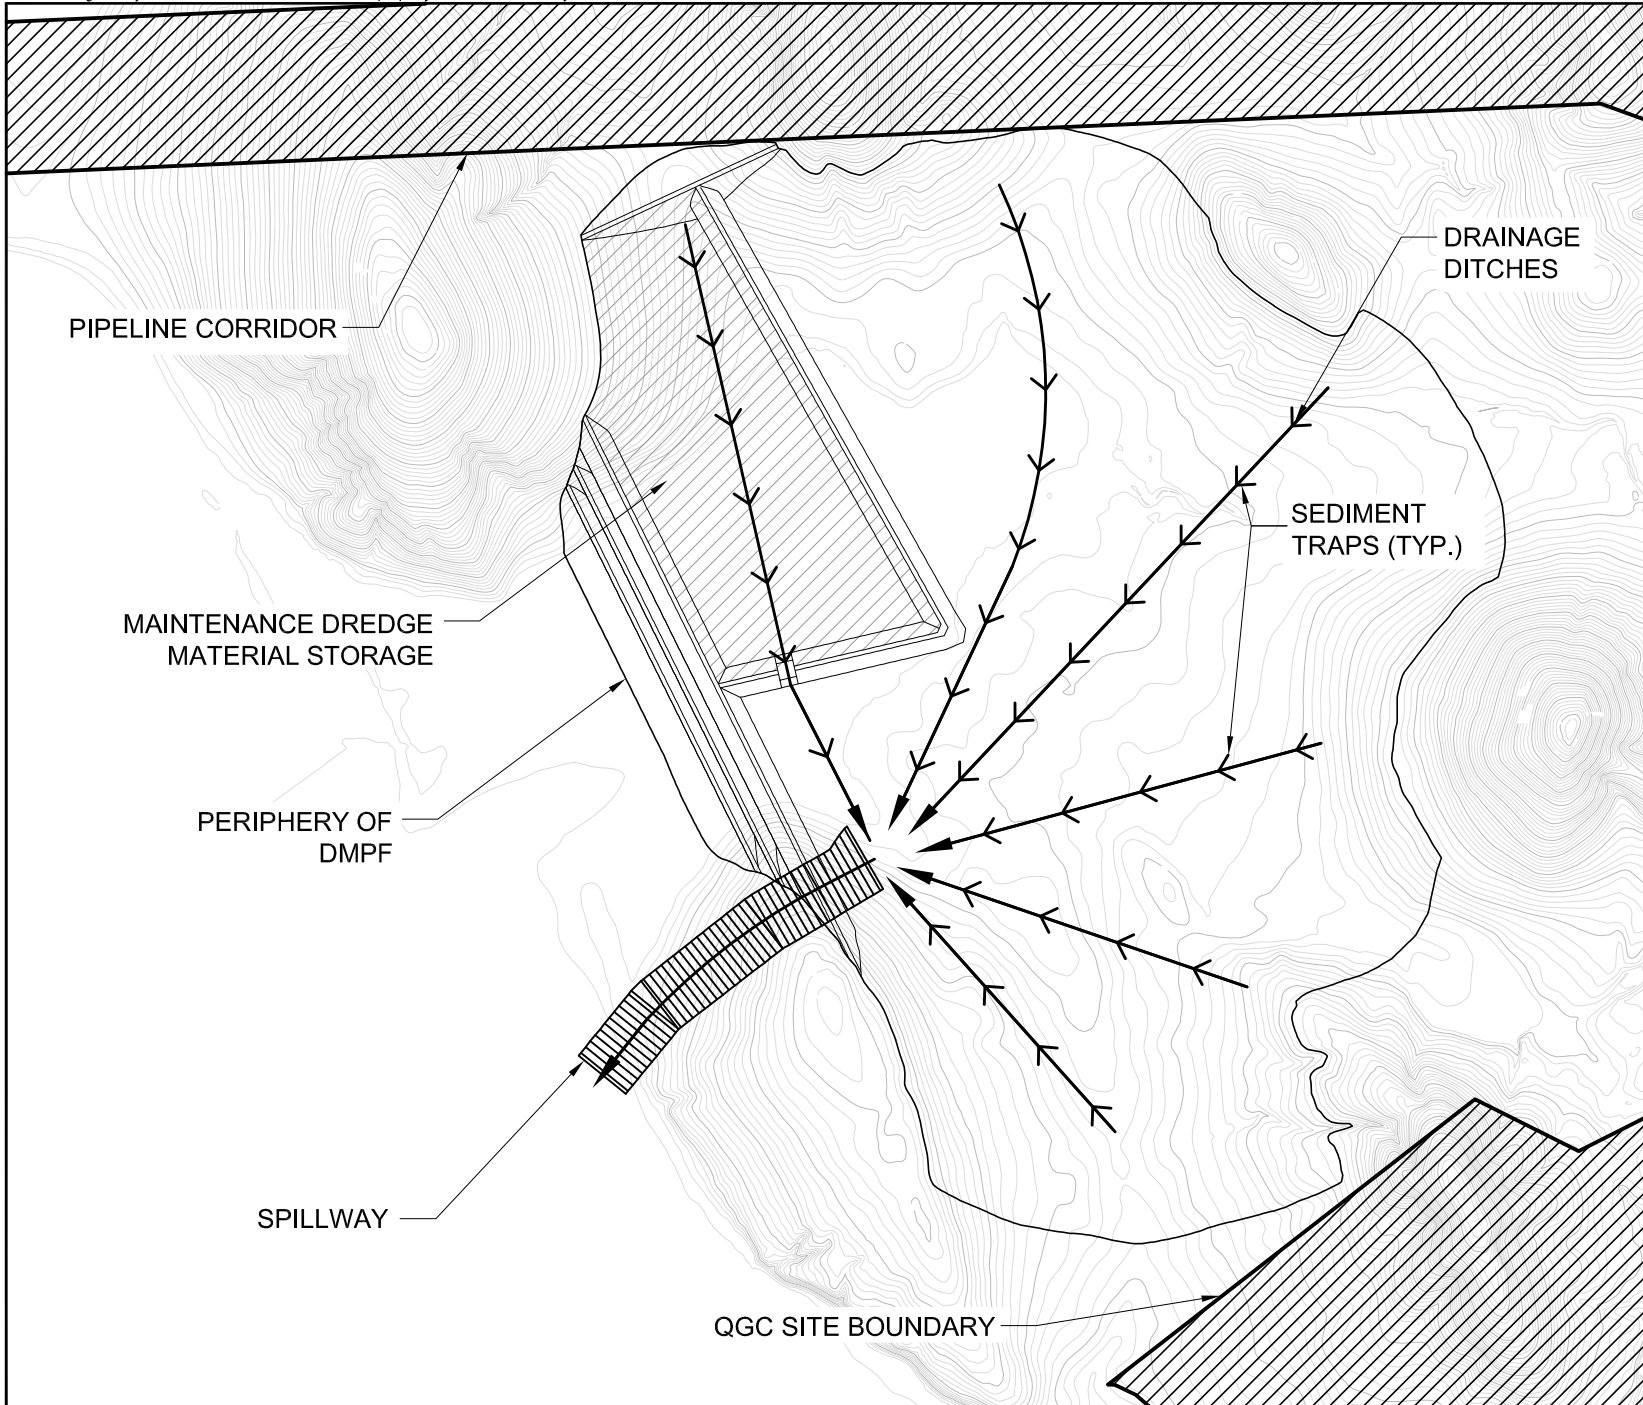 DRAINAGE
DITCHES
PIPELINE CORRIDOR
SEDIMENT
TRAPS (TYP.)
MAINTENANCE DREDGE
MATERIAL STORAGE
PERIPHERY OF
DMPF
SPILLWAY
QGC SITE BOUNDARY